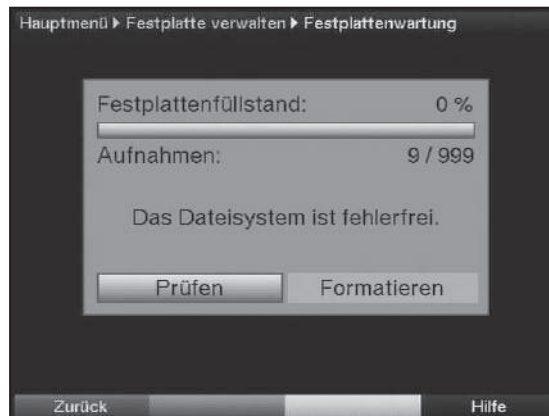 Hauptmenü ▸ Festplatte verwalten ▸ Festplattenwartung
Festplattenfüllstand: 0 %
Aufnahmen: 9 / 999
Das Dateisystem ist fehlerfrei.
Prüfen Formatieren
Zurück Hilfe